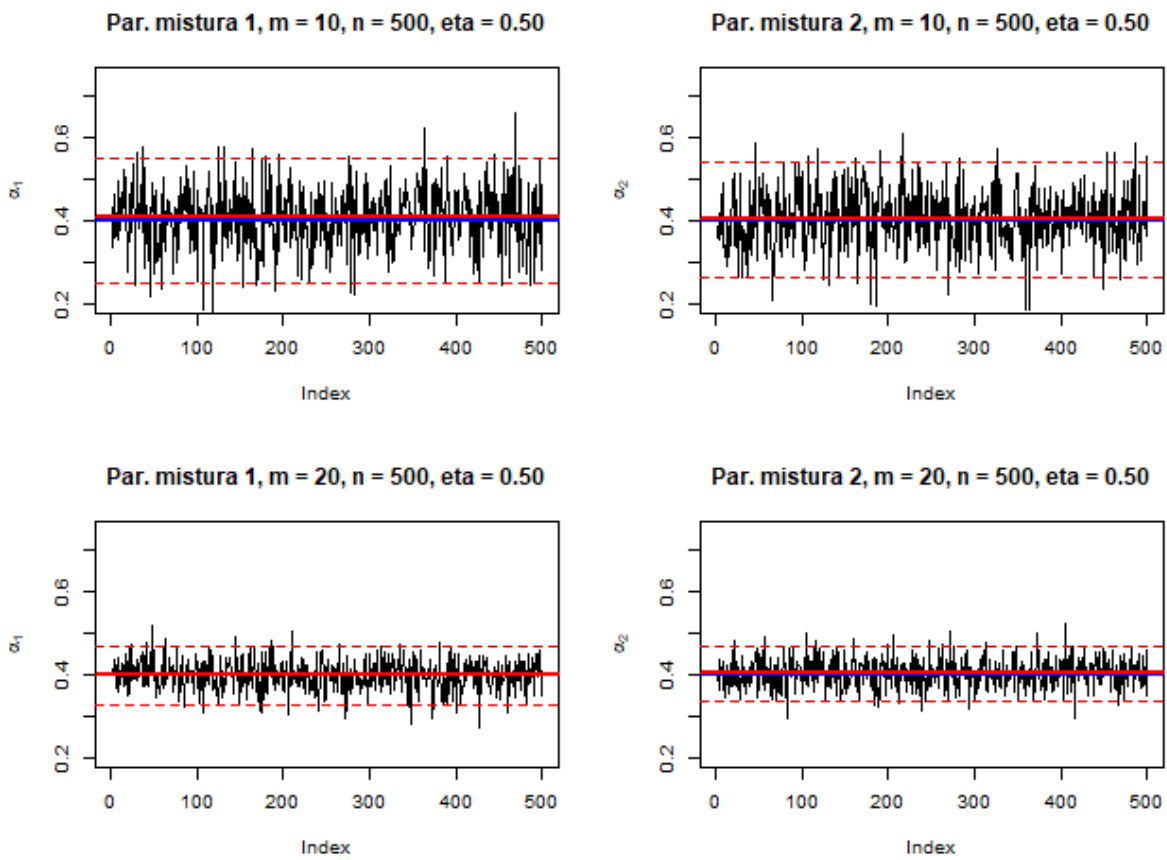 Par. mistura 1, m = 10, n = 500, eta = 0.50
α₁
0.2 0.4 0.6
0 100 200 300 400 500
Index
Par. mistura 2, m = 10, n = 500, eta = 0.50
α₂
0.2 0.4 0.6
0 100 200 300 400 500
Index
Par. mistura 1, m = 20, n = 500, eta = 0.50
α₁
0.2 0.4 0.6
0 100 200 300 400 500
Index
Par. mistura 2, m = 20, n = 500, eta = 0.50
α₂
0.2 0.4 0.6
0 100 200 300 400 500
Index